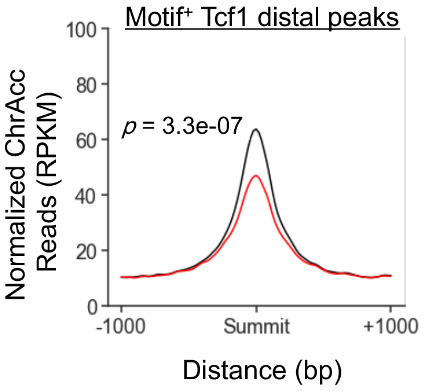 Motif⁺ Tcf1 distal peaks
100
80
60
40
20
0
p = 3.3e-07
Normalized ChrAcc
Reads (RPKM)
-1000
Summit
+1000
Distance (bp)